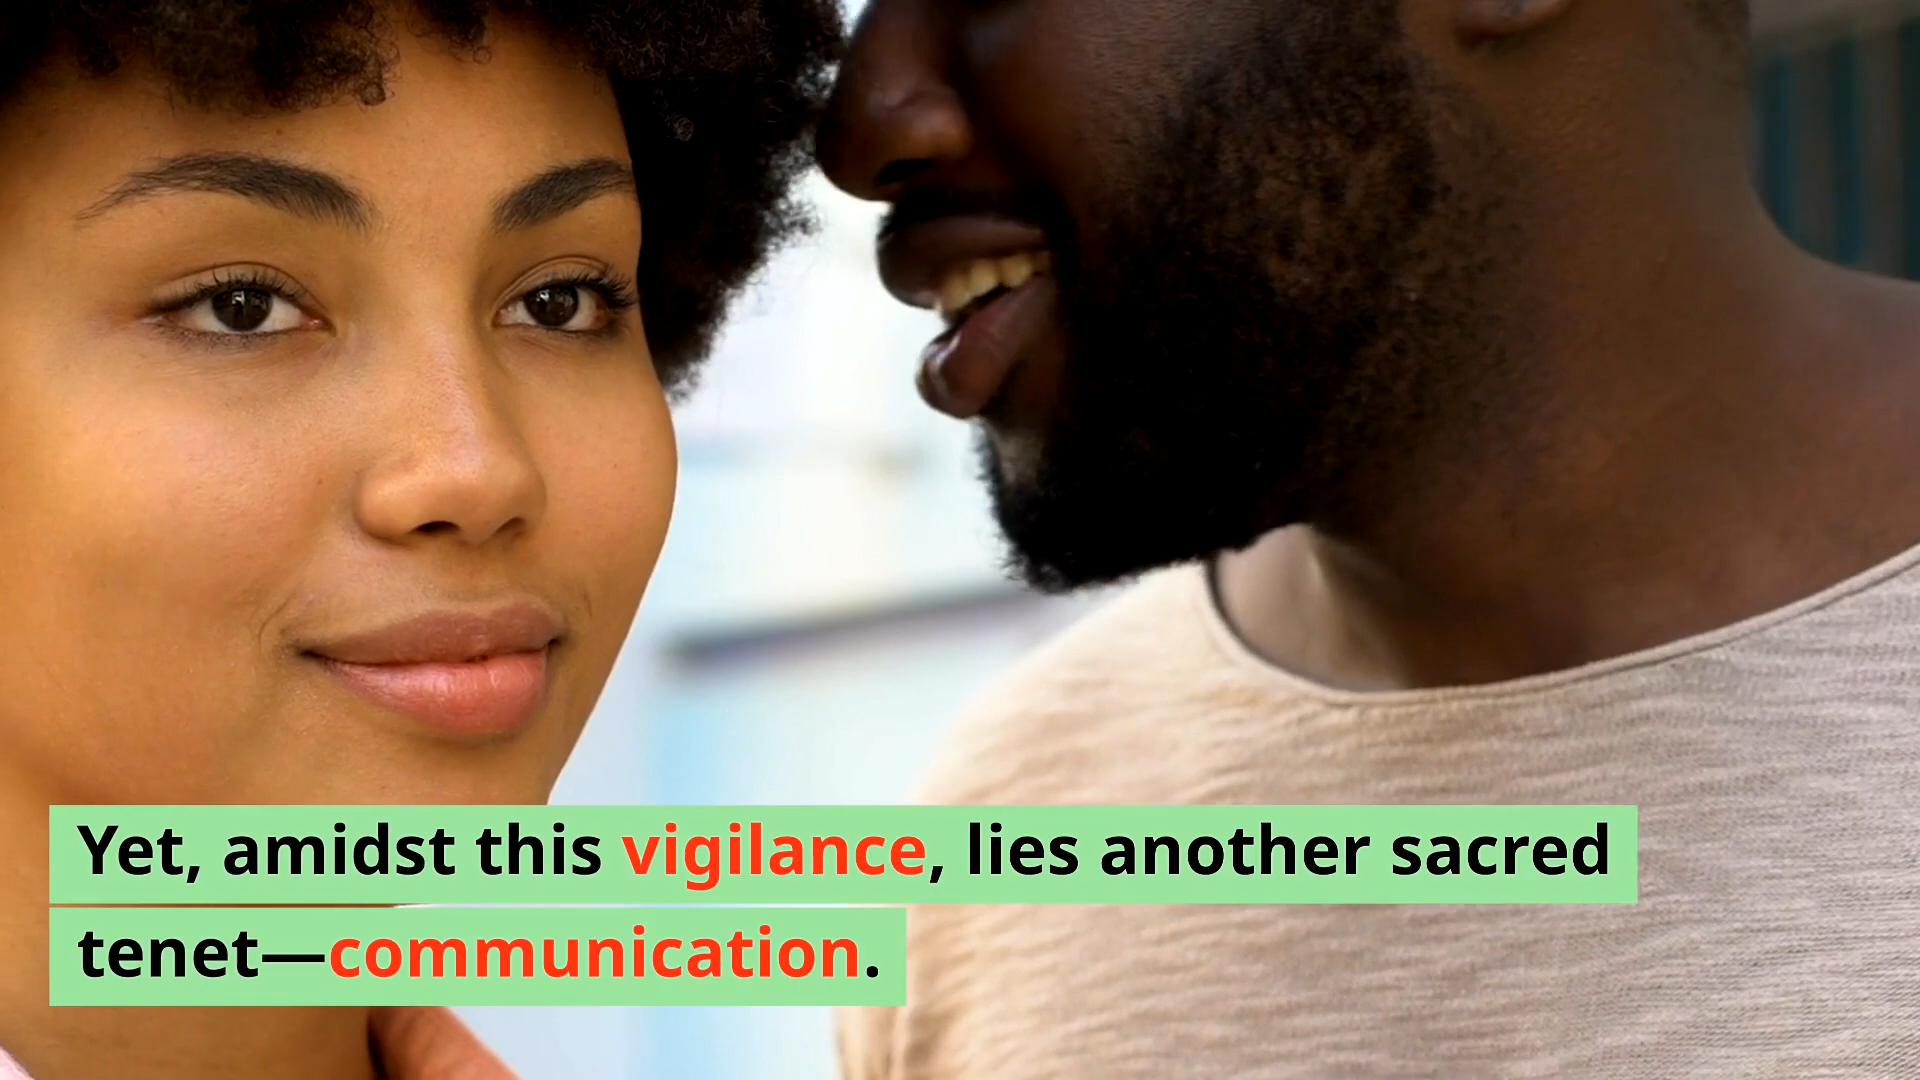 Yet, amidst this vigilance, lies another sacred
tenet—communication.